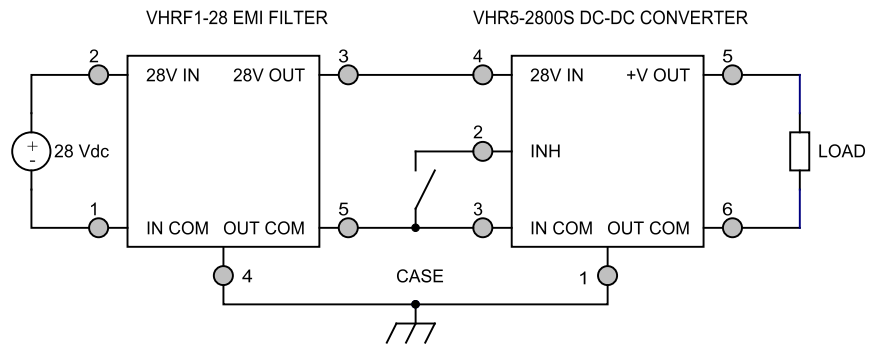 VHRF1-28 EMI FILTER
VHR5-2800S DC-DC CONVERTER
2
3
4
5
28V IN
28V OUT
28V IN
+V OUT
2
+
-
28 Vdc
INH
LOAD
1
5
3
6
IN COM
OUT COM
IN COM
OUT COM
4
CASE
1